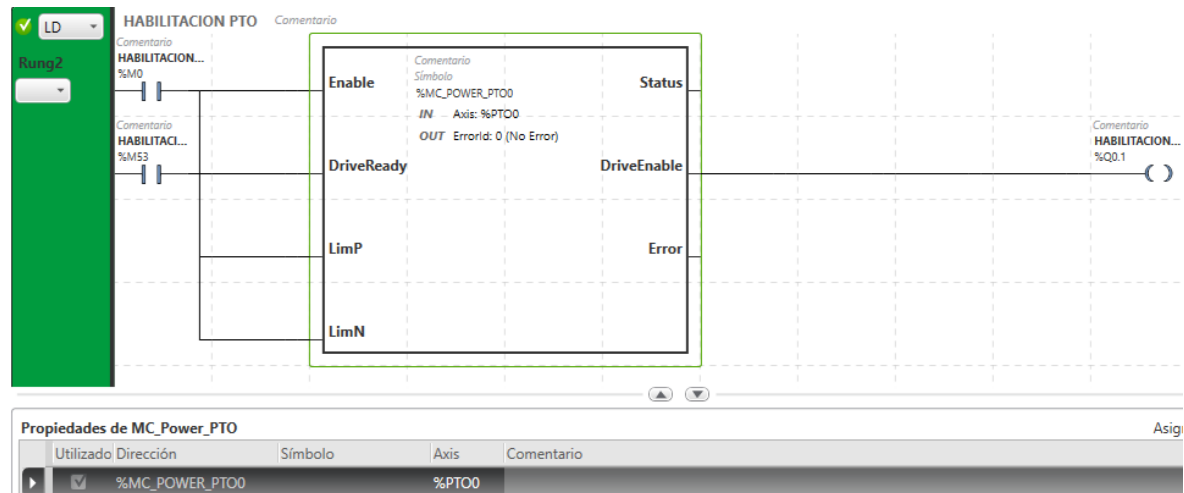 LD
HABILITACION PTO Comentario
Rung2
Comentario
HABILITACION...
%M0
Comentario
HABILITACI...
%M53
Enable
Comentario
Símbolo
%MC_POWER_PTO0
IN Axis: %PTO0
OUT ErrorId: 0 (No Error)
Status
DriveReady
DriveEnable
LimP
Error
LimN
Comentario
HABILITACION...
%Q0.1
Propiedades de MC_Power_PTO Asig
Utilizado Dirección Símbolo Axis Comentario
%MC_POWER_PTO0 %PTO0